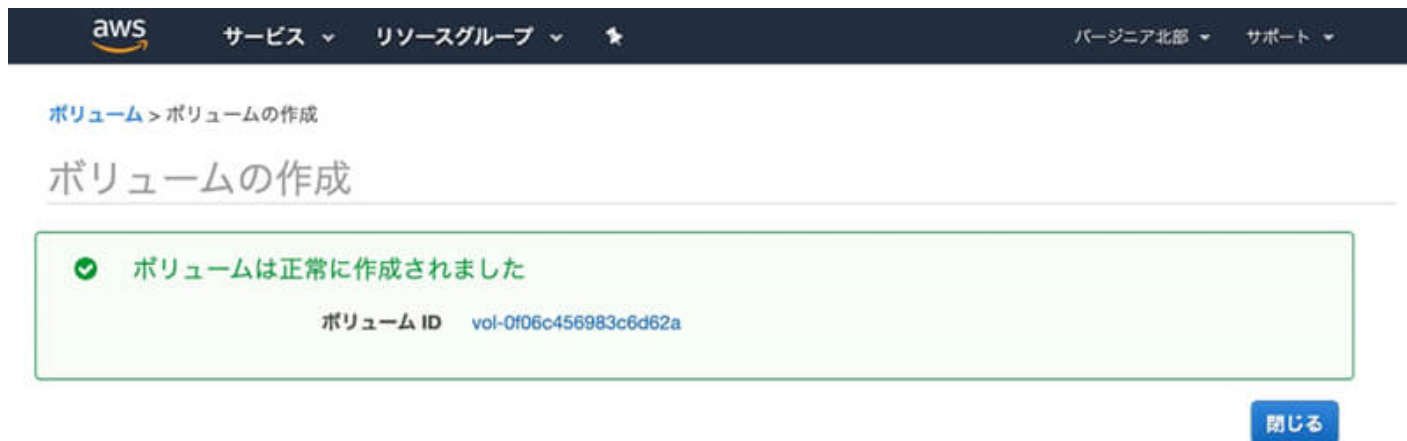 aws サービス リソースグループ バージニア北部 サポート
ボリューム > ボリュームの作成
ボリュームの作成
ボリュームは正常に作成されました
ボリューム ID vol-0f06c456983c6d62a
閉じる